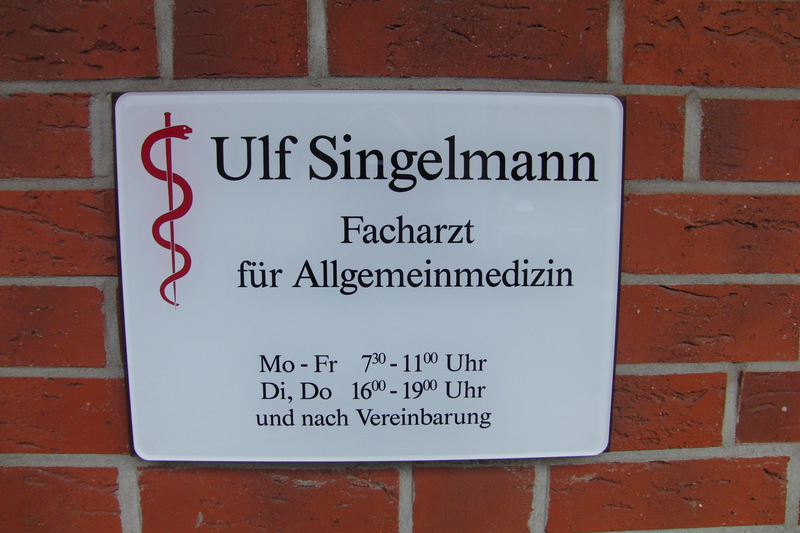 Ulf Singelmann
Facharzt
für Allgemeinmedizin
Mo - Fr 7³⁰ - 11⁰⁰ Uhr
Di, Do 16⁰⁰ - 19⁰⁰ Uhr
und nach Vereinbarung